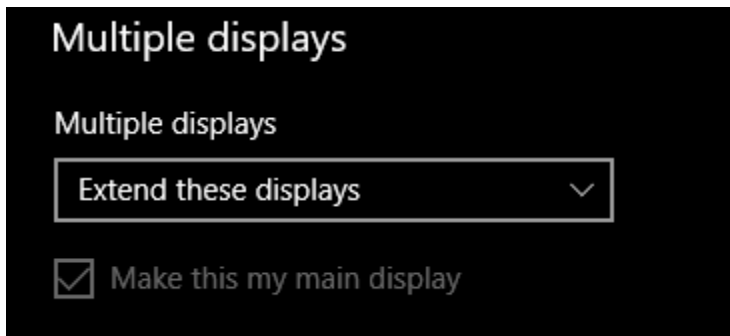 Multiple displays
Multiple displays
Extend these displays
Make this my main display